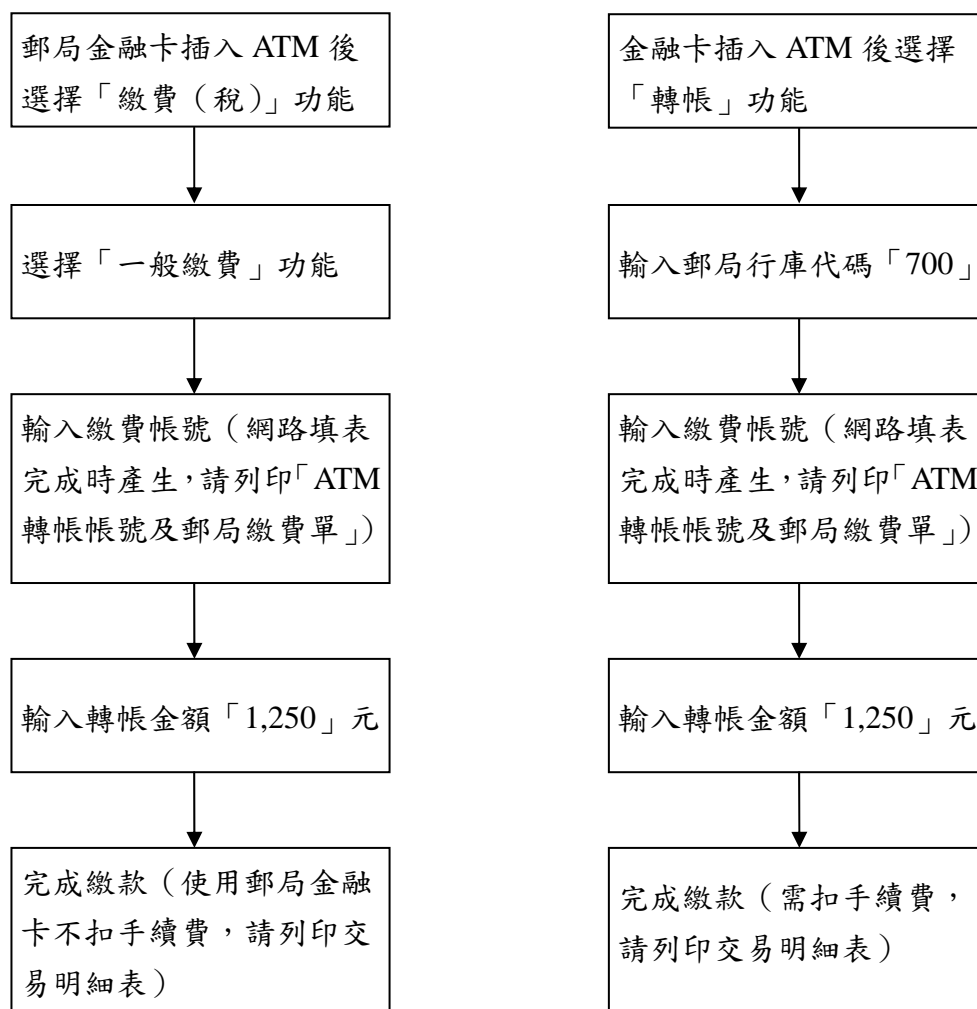 郵局金融卡插入 ATM 後
選擇「繳費（稅）」功能
選擇「一般繳費」功能
輸入繳費帳號（網路填表
完成時產生，請列印「ATM
轉帳帳號及郵局繳費單」）
輸入轉帳金額「1,250」元
完成繳款（使用郵局金融
卡不扣手續費，請列印交
易明細表）
金融卡插入 ATM 後選擇
「轉帳」功能
輸入郵局行庫代碼「700」
輸入繳費帳號（網路填表
完成時產生，請列印「ATM
轉帳帳號及郵局繳費單」）
輸入轉帳金額「1,250」元
完成繳款（需扣手續費，
請列印交易明細表）